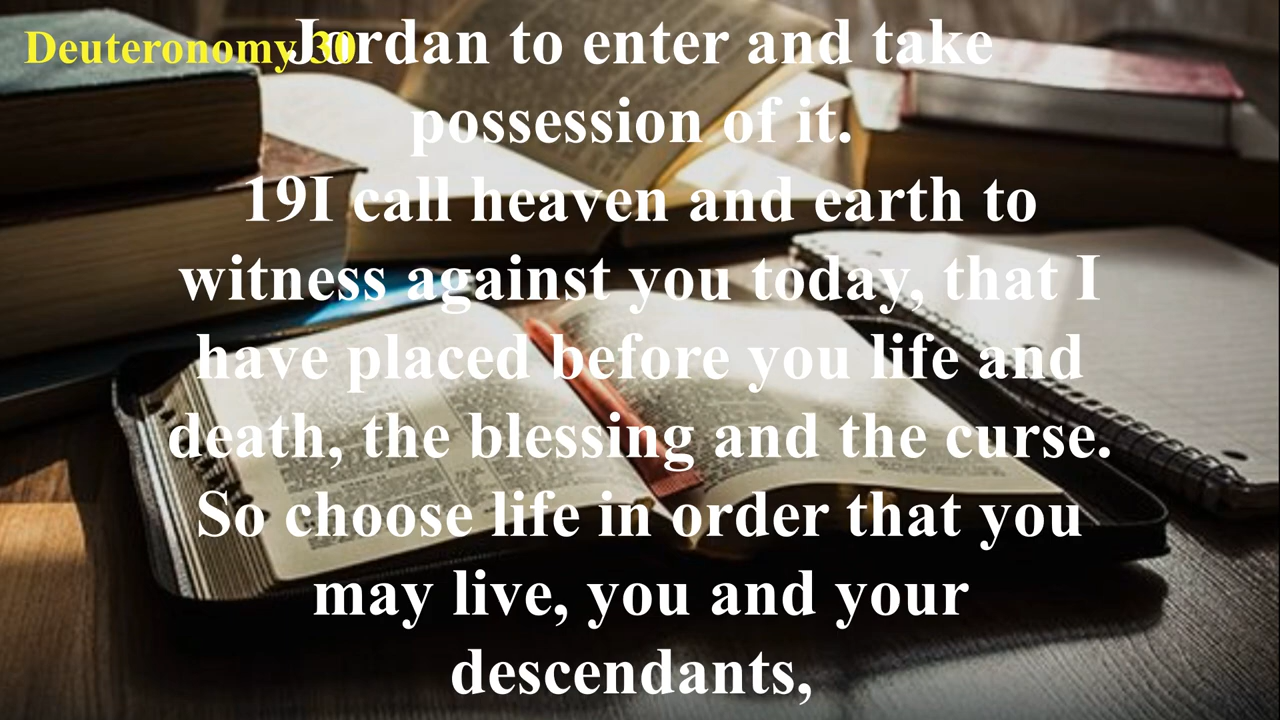 Deuteronomy 30
Jordan to enter and take
possession of it.
19I call heaven and earth to
witness against you today, that I
have placed before you life and
death, the blessing and the curse.
So choose life in order that you
may live, you and your
descendants,